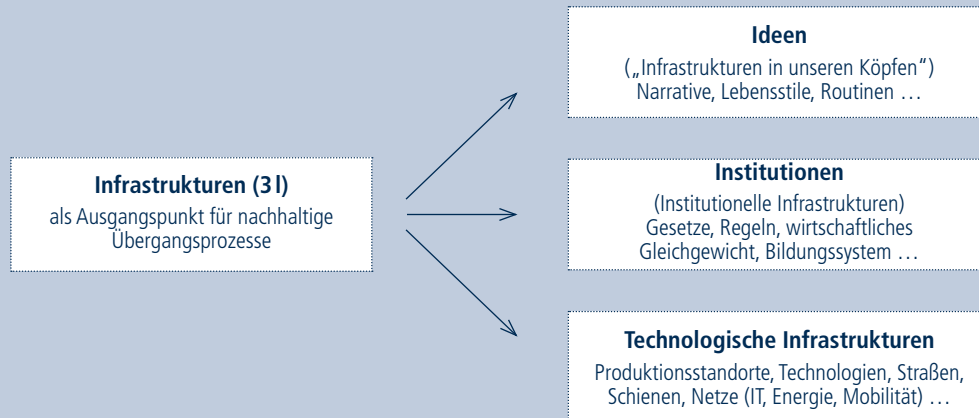 Infrastrukturen (3 I)
als Ausgangspunkt für nachhaltige
Übergangsprozesse
Ideen
(„Infrastrukturen in unseren Köpfen“)
Narrative, Lebensstile, Routinen …
Institutionen
(Institutionelle Infrastrukturen)
Gesetze, Regeln, wirtschaftliches
Gleichgewicht, Bildungssystem …
Technologische Infrastrukturen
Produktionsstandorte, Technologien, Straßen,
Schienen, Netze (IT, Energie, Mobilität) …